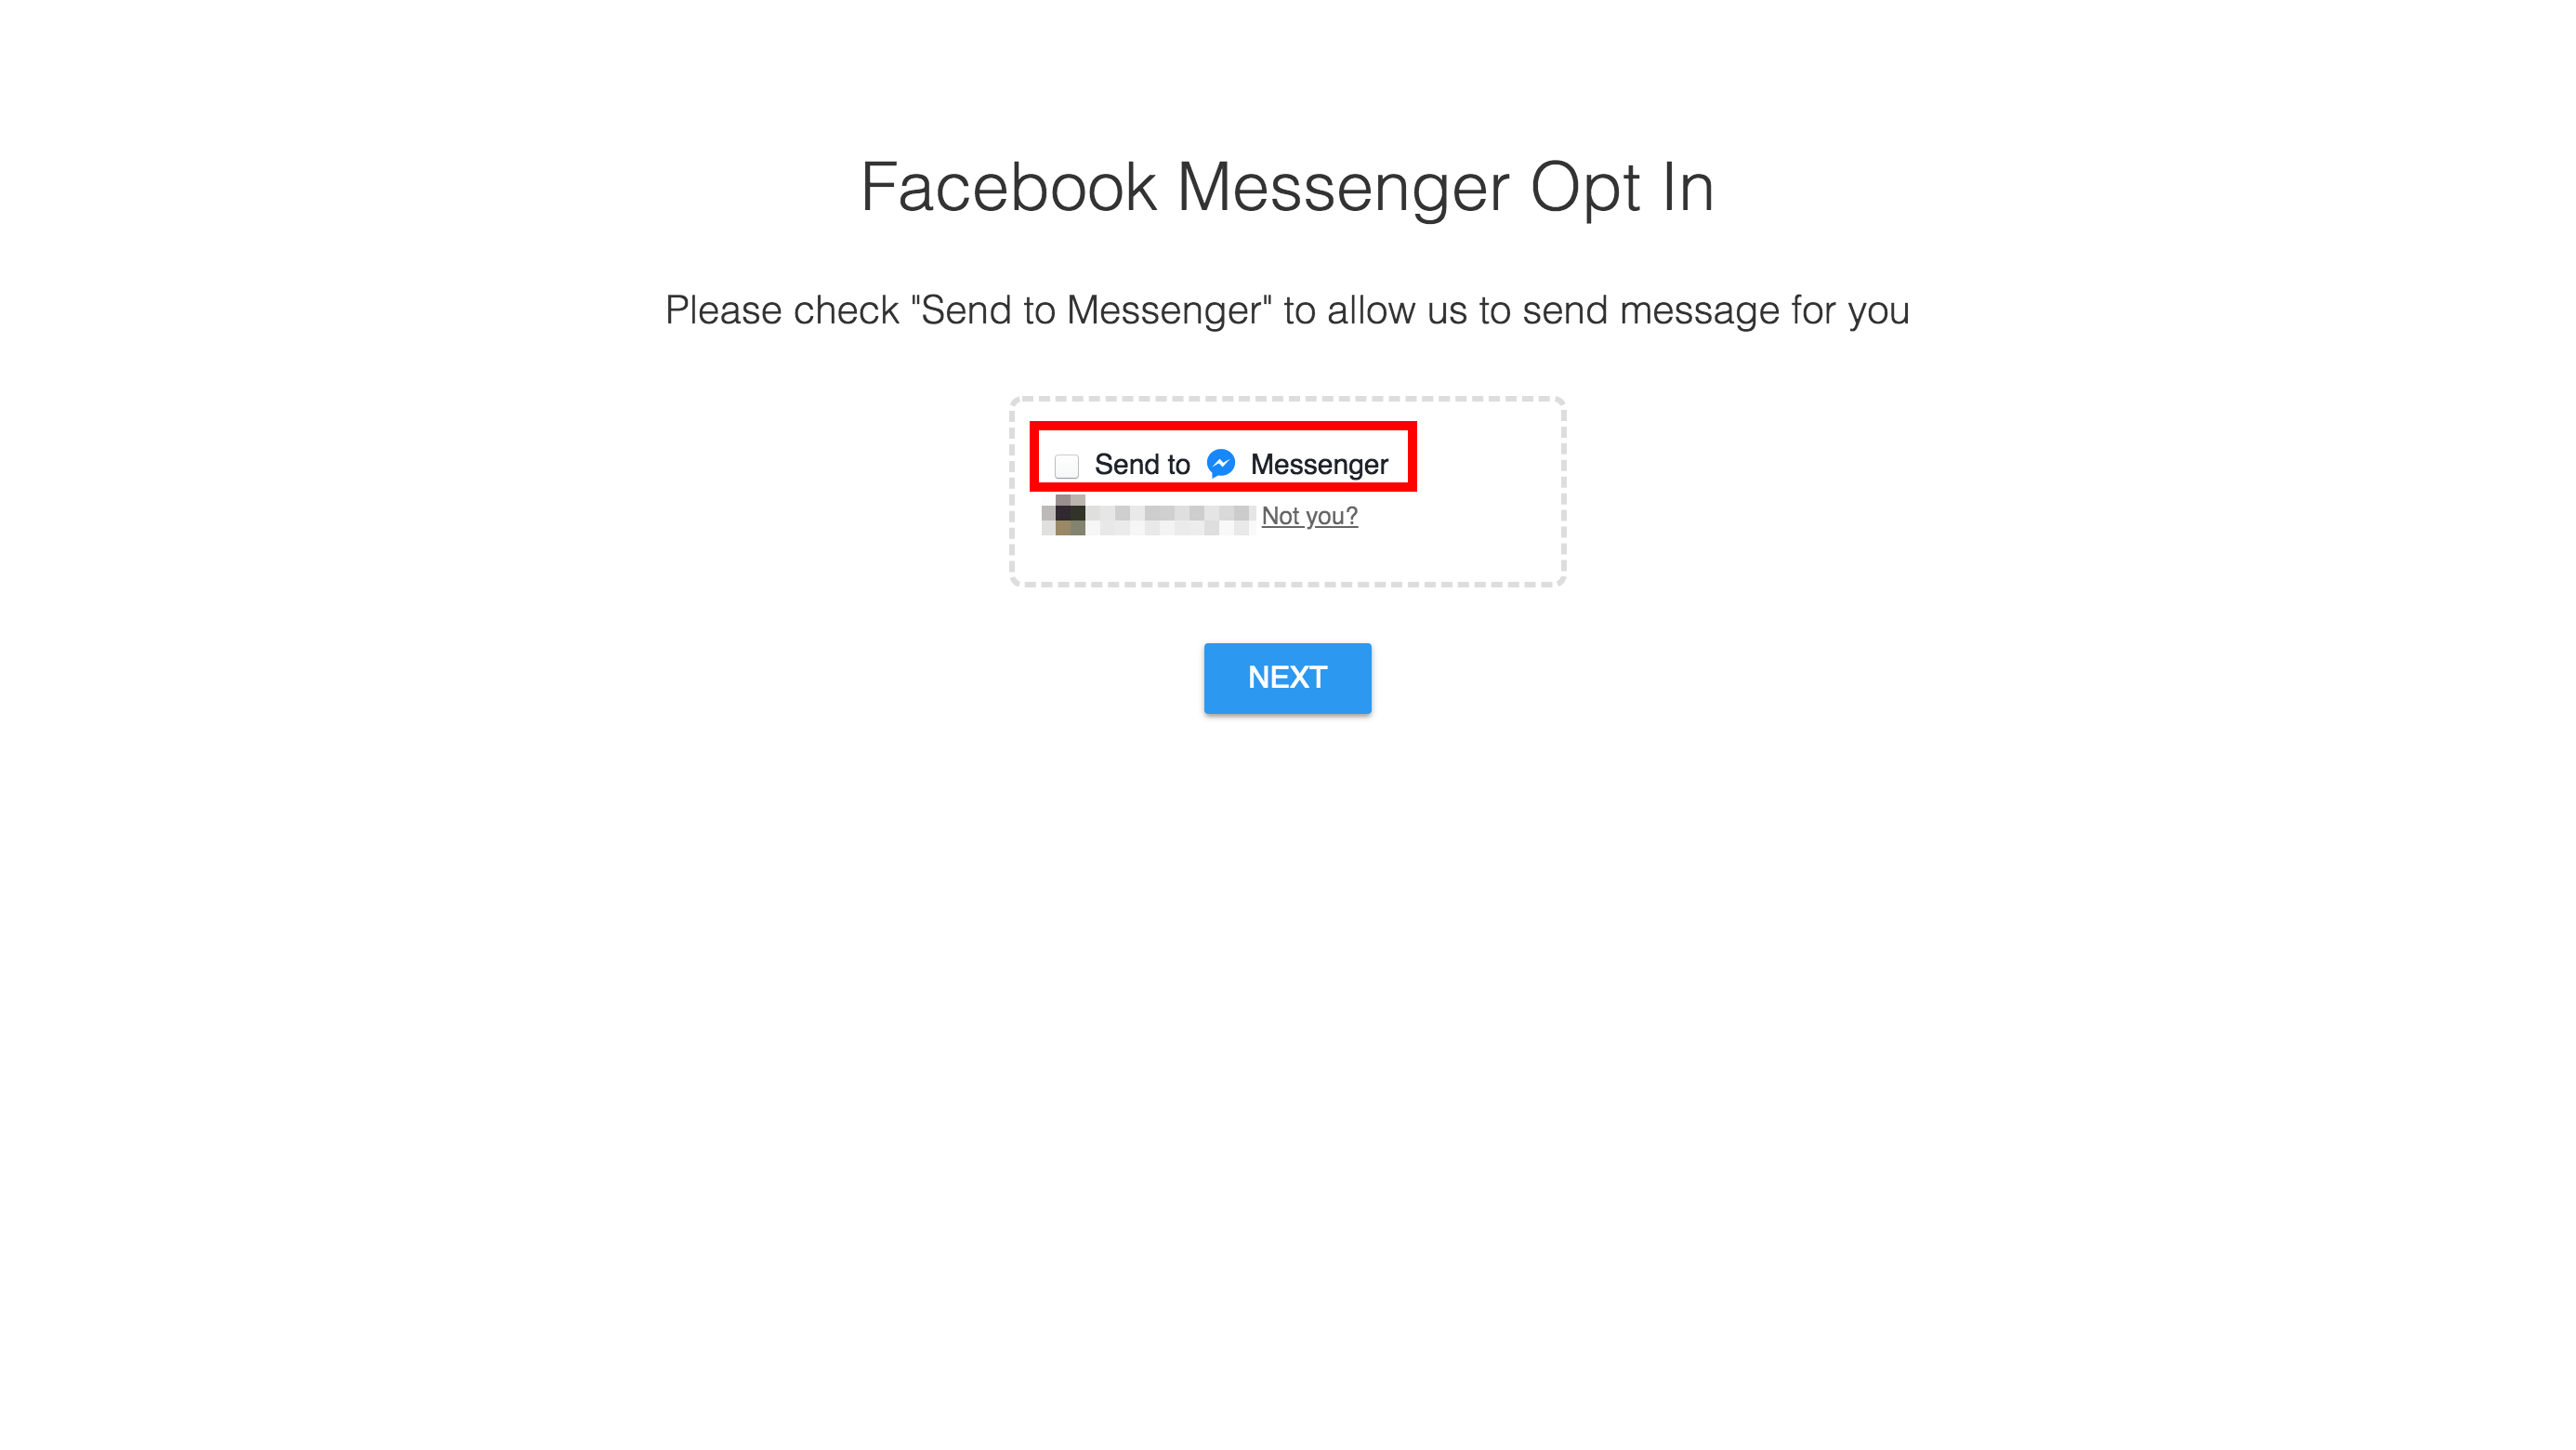 Facebook Messenger Opt In
Please check "Send to Messenger" to allow us to send message for you
Send to Messenger
Not you?
NEXT